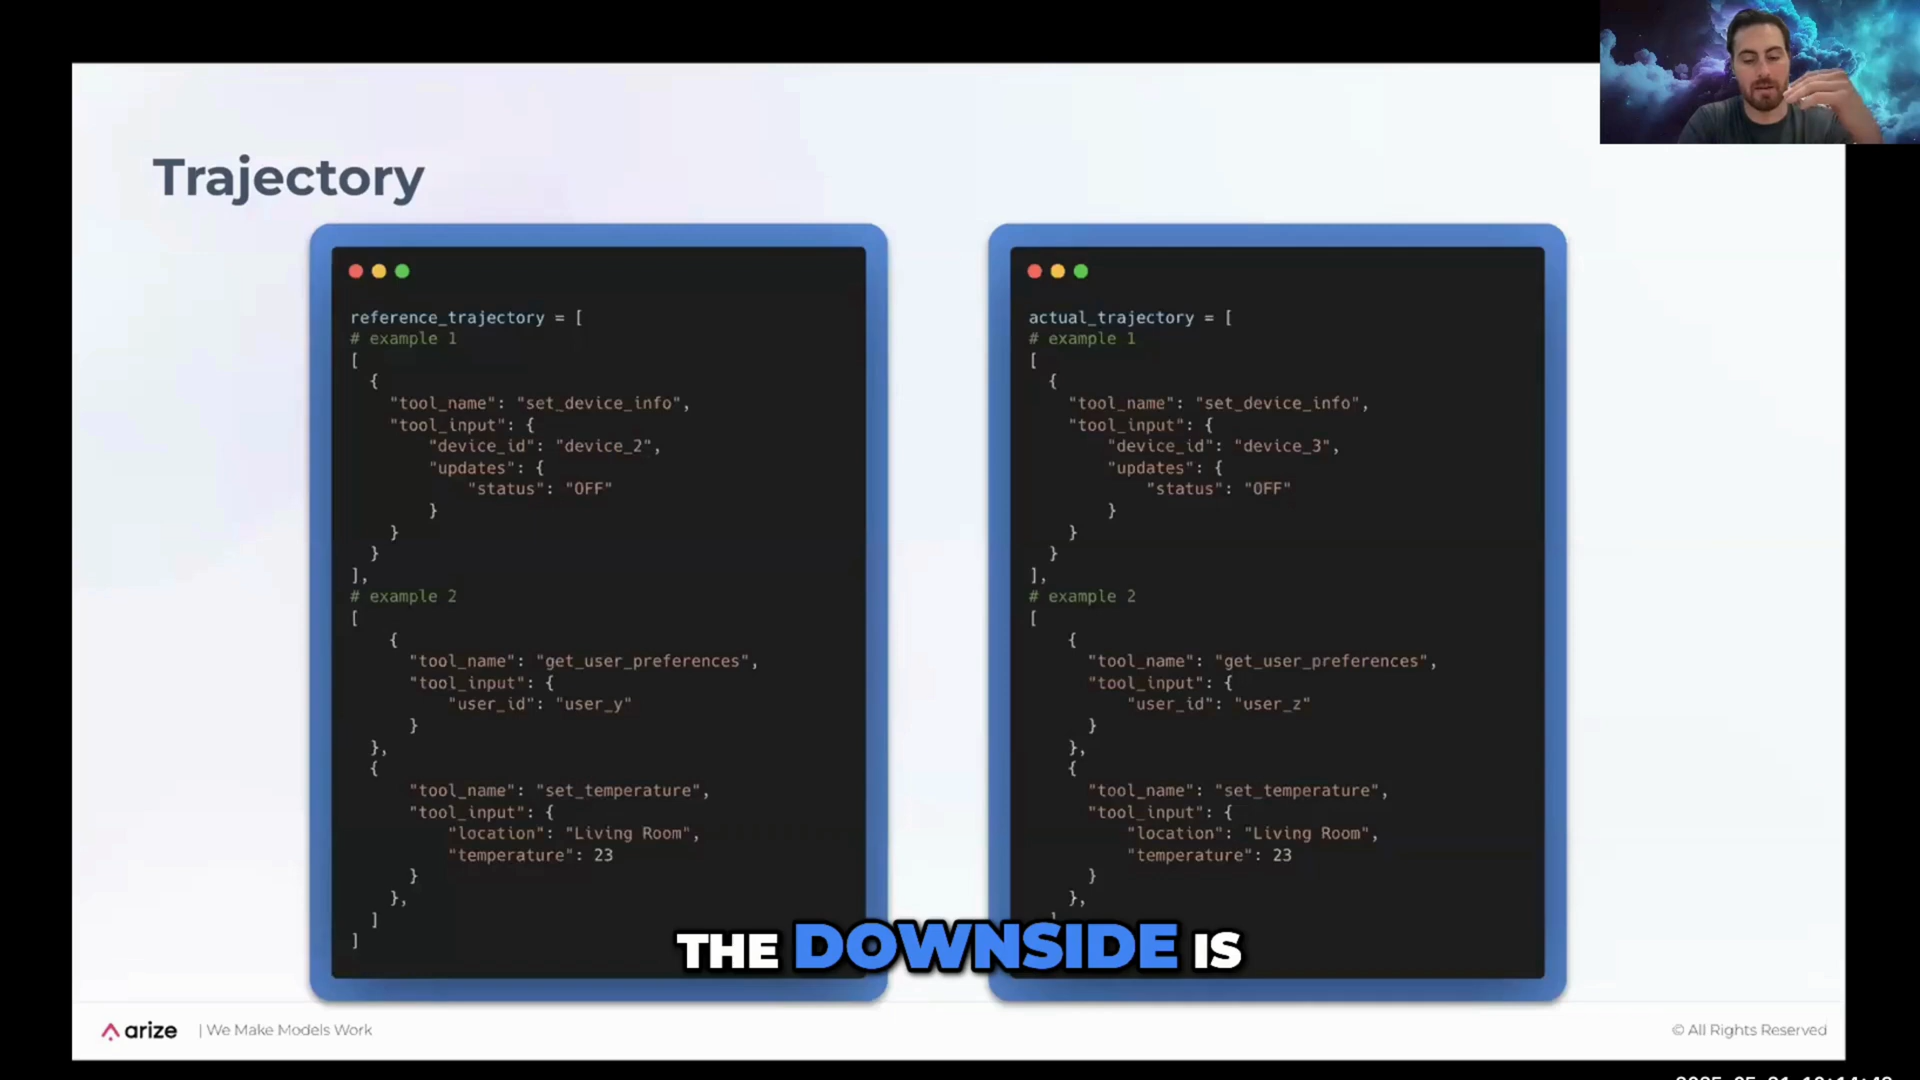 Trajectory
reference_trajectory = [
# example 1
[
  {
    "tool_name": "set_device_info",
    "tool_input": {
        "device_id": "device_2",
        "updates": {
            "status": "OFF"
        }
    }
  }
],
# example 2
[
    {
      "tool_name": "get_user_preferences",
      "tool_input": {
          "user_id": "user_y"
      }
  },
  {
      "tool_name": "set_temperature",
      "tool_input": {
          "location": "Living Room",
          "temperature": 23
      }
    },
  ]
]
actual_trajectory = [
# example 1
[
  {
    "tool_name": "set_device_info",
    "tool_input": {
        "device_id": "device_3",
        "updates": {
            "status": "OFF"
        }
    }
  }
],
# example 2
[
    {
      "tool_name": "get_user_preferences",
      "tool_input": {
          "user_id": "user_z"
      }
    },
    {
      "tool_name": "set_temperature",
      "tool_input": {
          "location": "Living Room",
          "temperature": 23
      }
    },
THE DOWNSIDE IS
arize | We Make Models Work
© All Rights Reserved